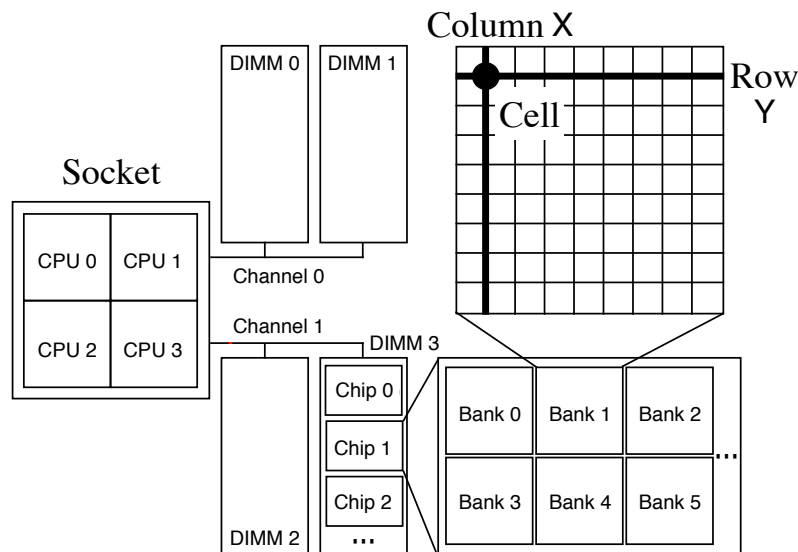 Column X
DIMM 0
DIMM 1
Row
Y
Cell
Socket
CPU 0
CPU 1
Channel 0
CPU 2
CPU 3
Channel 1
DIMM 3
Chip 0
Chip 1
Chip 2
...
DIMM 2
Bank 0
Bank 1
Bank 2
...
Bank 3
Bank 4
Bank 5